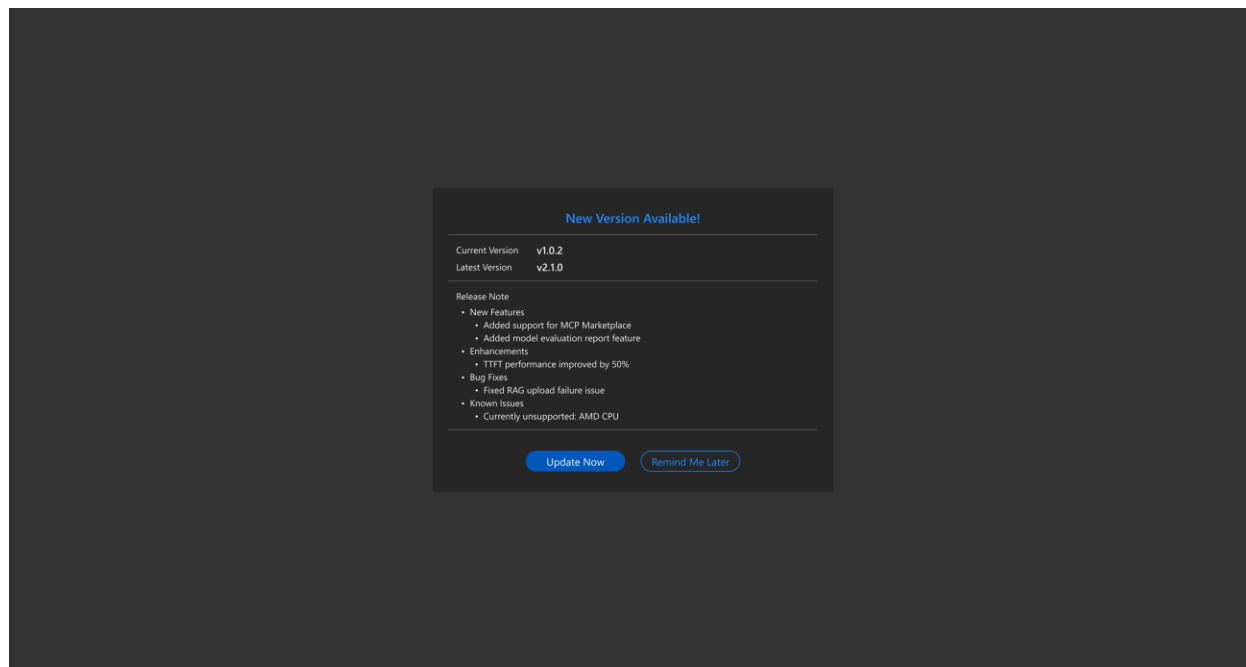 New Version Available!
Current Version v1.0.2
Latest Version v2.1.0
Release Note
• New Features
• Added support for MCP Marketplace
• Added model evaluation report feature
• Enhancements
• TTFT performance improved by 50%
• Bug Fixes
• Fixed RAG upload failure issue
• Known Issues
• Currently unsupported: AMD CPU
Update Now Remind Me Later